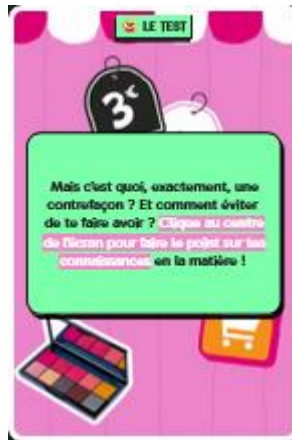 LE TEST
3€
Mais c'est quoi, exactement, une
contrefaçon ? Et comment éviter
de te faire avoir ? Clique au centre
de l'écran pour faire le point sur tes
connaissances en la matière !